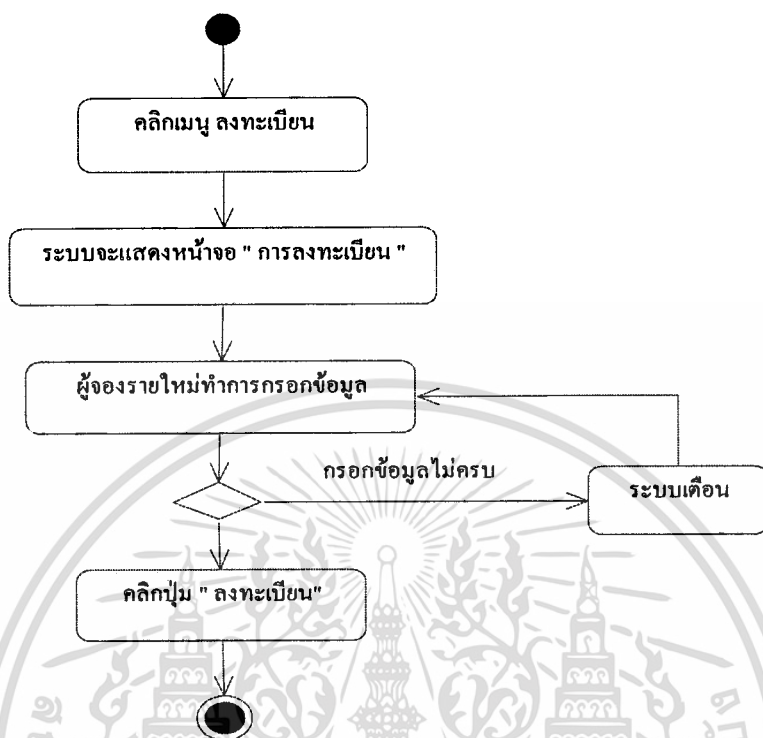 คลิกเมนู ลงทะเบียน
ระบบจะแสดงหน้าจอ " การลงทะเบียน "
ผู้จองรายใหม่ทำการกรอกข้อมูล
กรอกข้อมูลไม่ครบ
ระบบเตือน
คลิกปุ่ม " ลงทะเบียน"